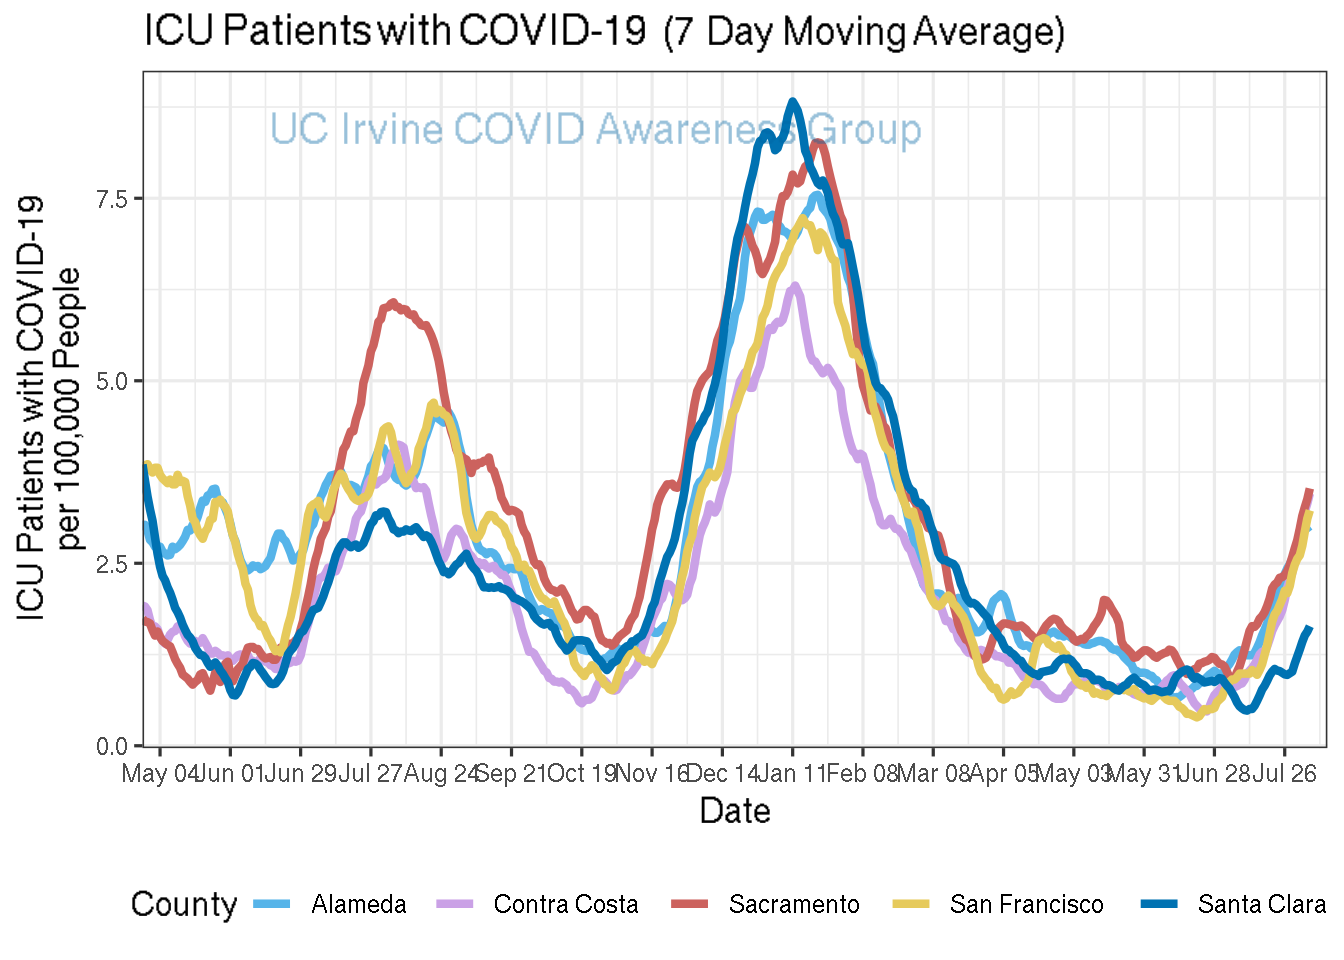 ICU Patients with COVID-19 (7 Day Moving Average)
UC Irvine COVID Awareness Group
ICU Patients with COVID-19
per 100,000 People
7.5
5.0
2.5
0.0
May 04 Jun 01 Jun 29 Jul 27 Aug 24 Sep 21 Oct 19 Nov 16 Dec 14 Jan 11 Feb 08 Mar 08 Apr 05 May 03 May 31 Jun 28 Jul 26
Date
County Alameda Contra Costa Sacramento San Francisco Santa Clara